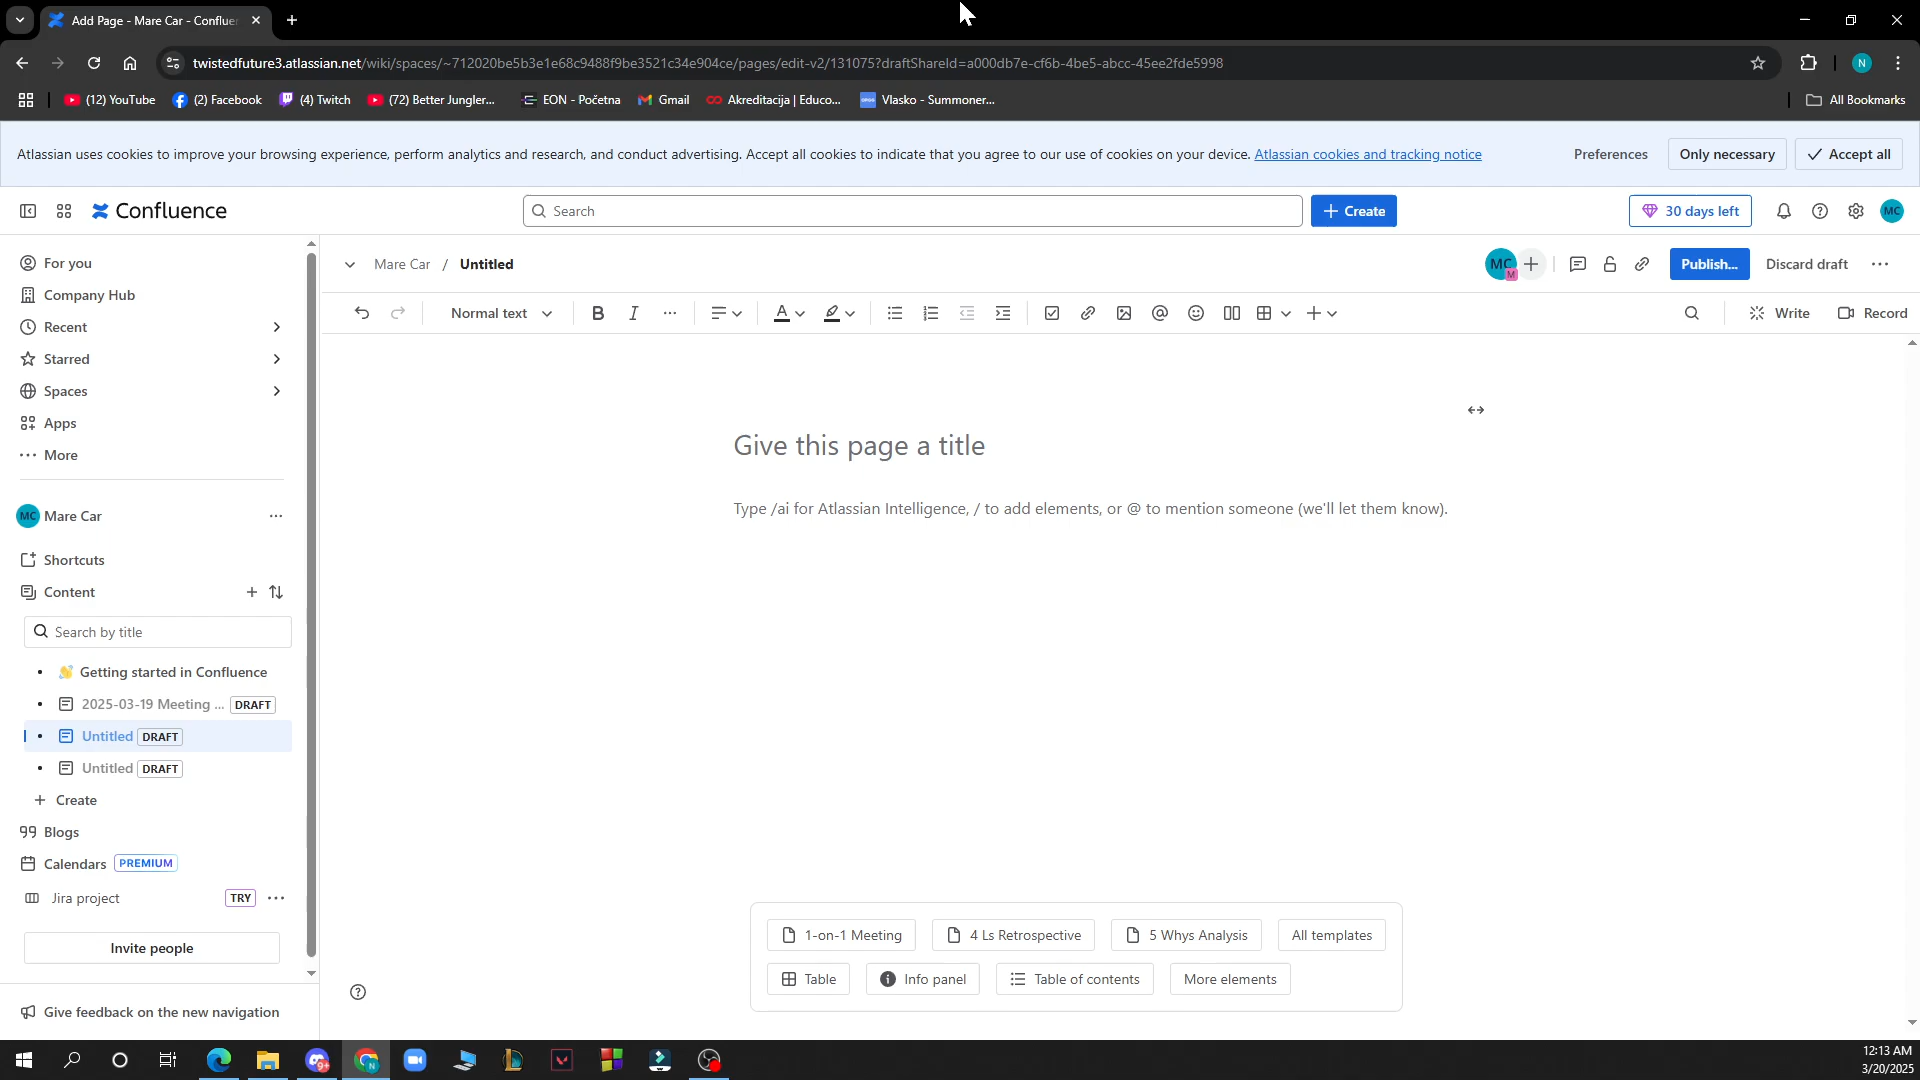 Add Page - Mare Car - Confluen
twistedfuture3.atlassian.net/wiki/spaces/~712020be5b3e1e68c9488f9be3521c34e904ce/pages/edit-v2/131075?draftShareId=a000db7e-cf6b-4be5-abcc-45ee2fde5998
N
(12) YouTube
(2) Facebook
(4) Twitch
(72) Better Jungler...
EON - Početna
Gmail
Akreditacija | Educo...
Vlasko - Summoner...
All Bookmarks
Atlassian uses cookies to improve your browsing experience, perform analytics and research, and conduct advertising. Accept all cookies to indicate that you agree to our use of cookies on your device. Atlassian cookies and tracking notice
Preferences
Only necessary
Accept all
Confluence
Search
Create
30 days left
MC
For you
Company Hub
Recent
Starred
Spaces
Apps
More
MC Mare Car
Shortcuts
Content
Search by title
Getting started in Confluence
2025-03-19 Meeting ... DRAFT
Untitled DRAFT
Untitled DRAFT
Create
Blogs
Calendars PREMIUM
Jira project TRY
Invite people
Give feedback on the new navigation
Mare Car / Untitled
MC
M
Publish...
Discard draft
Normal text
B
I
A
Write
Record
Give this page a title
Type /ai for Atlassian Intelligence, / to add elements, or @ to mention someone (we'll let them know).
1-on-1 Meeting
4 Ls Retrospective
5 Whys Analysis
All templates
Table
Info panel
Table of contents
More elements
9+
N
12:13 AM
3/20/2025